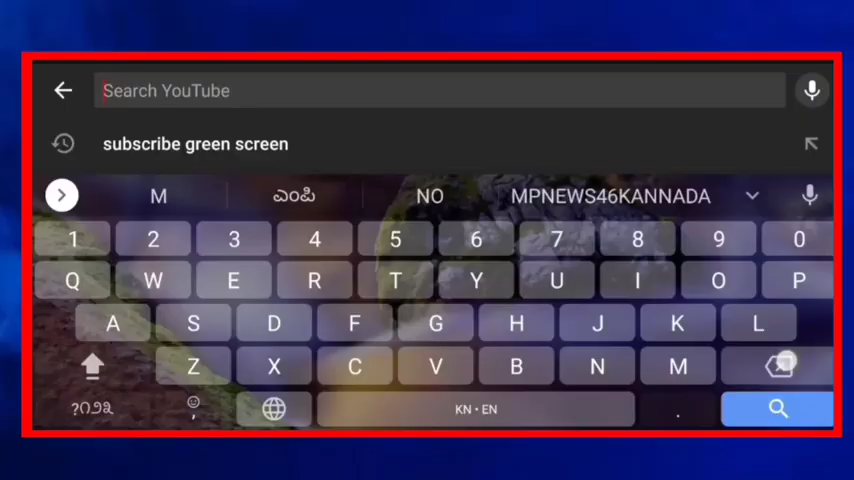 Search YouTube
subscribe green screen
M ಎಂಪಿ NO MPNEWS46KANNADA
1 2 3 4 5 6 7 8 9 0
Q W E R T Y U I O P
A S D F G H J K L
Z X C V B N M
?೧೨೩ , KN • EN .